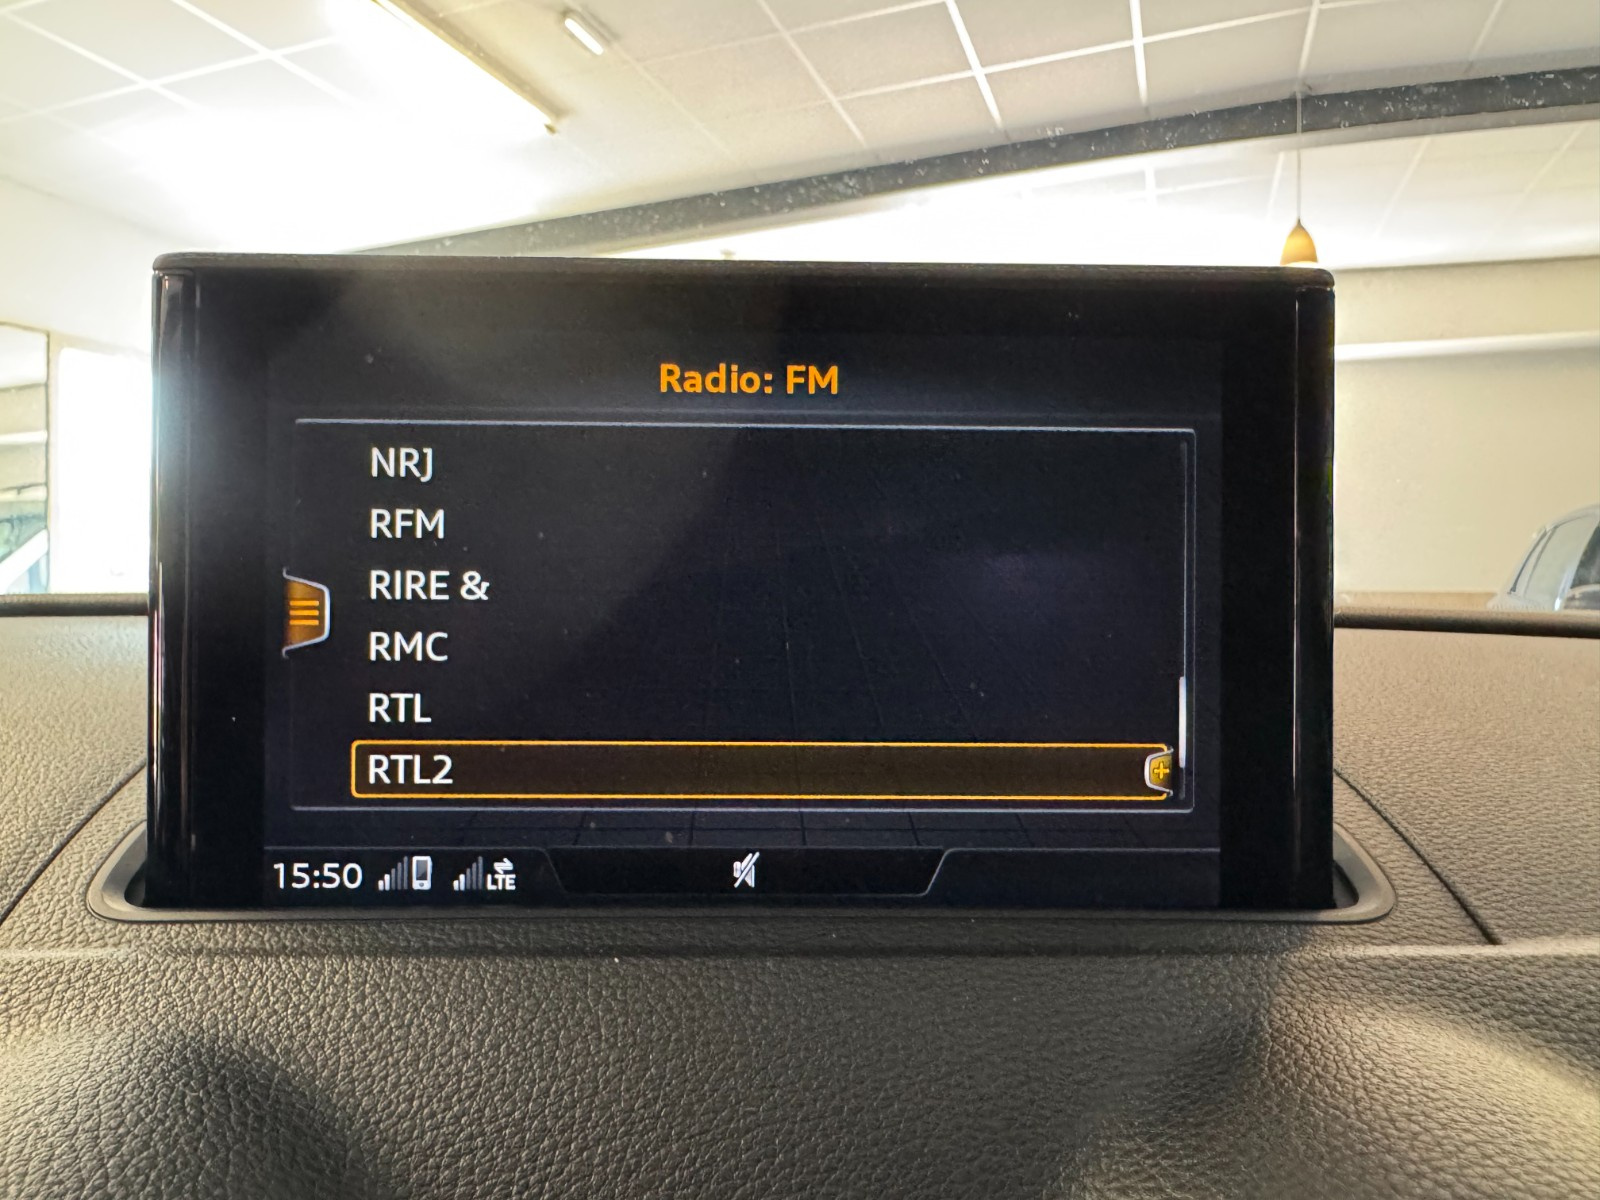 Radio: FM
NRJ
RFM
RIRE &
RMC
RTL
RTL2
15:50 LTE